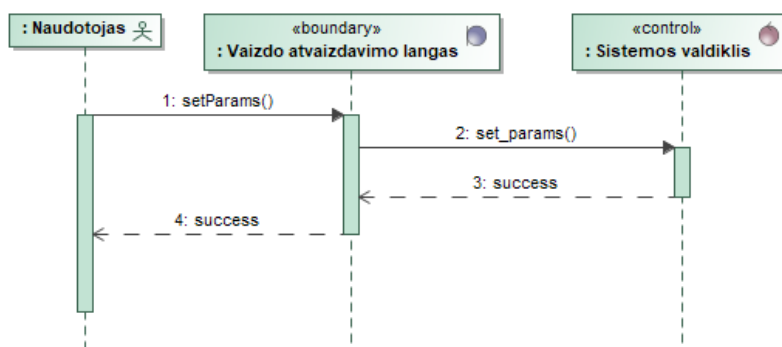 : Naudotojas
«boundary»
: Vaizdo atvaizdavimo langas
«control»
: Sistemos valdiklis
1: setParams()
2: set_params()
3: success
4: success